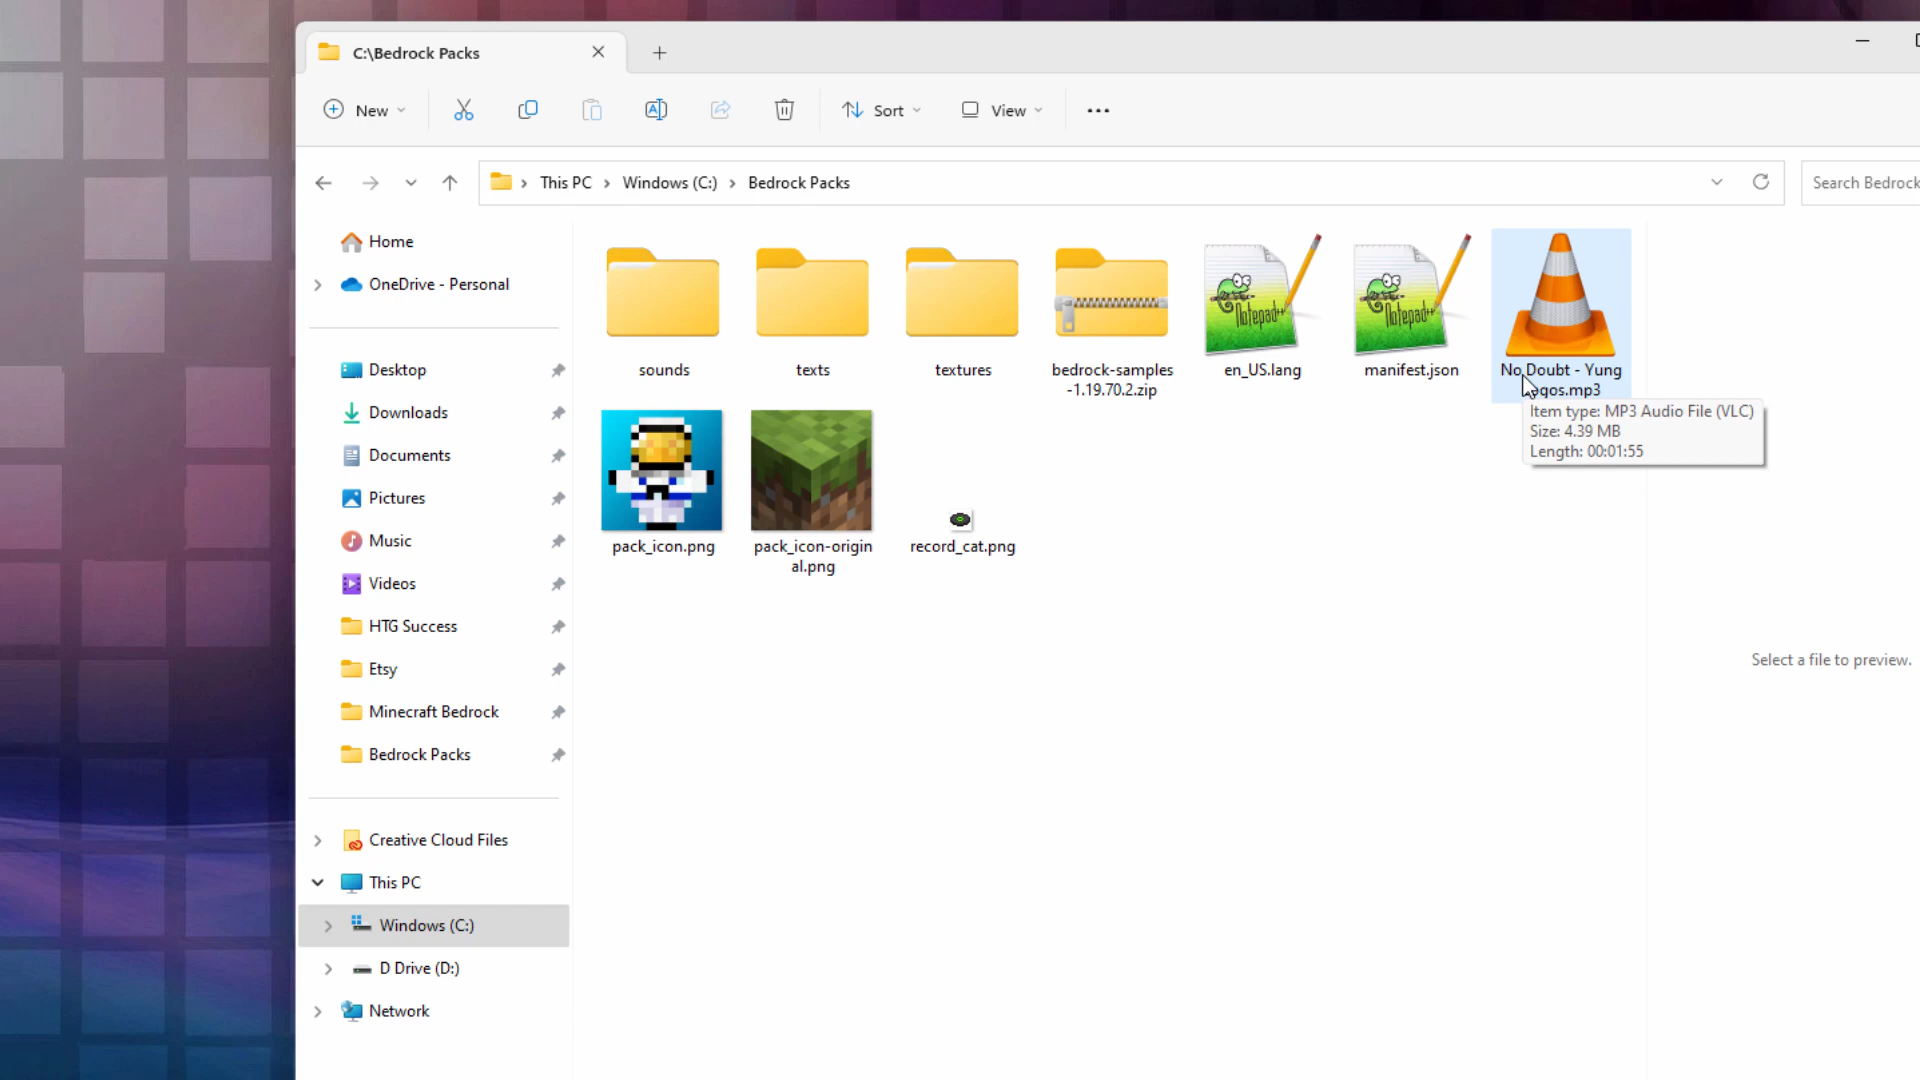 C:\Bedrock Packs
New
Sort
View
This PC
Windows (C:)
Bedrock Packs
Search Bedrock
Home
OneDrive - Personal
Desktop
Downloads
Documents
Pictures
Music
Videos
HTG Success
Etsy
Minecraft Bedrock
Bedrock Packs
Creative Cloud Files
This PC
Windows (C:)
D Drive (D:)
Network
sounds
texts
textures
bedrock-samples
-1.19.70.2.zip
Notepad++
en_US.lang
Notepad++
manifest.json
No Doubt - Yung
gos.mp3
Item type: MP3 Audio File (VLC)
Size: 4.39 MB
Length: 00:01:55
pack_icon.png
pack_icon-origin
al.png
record_cat.png
Select a file to preview.